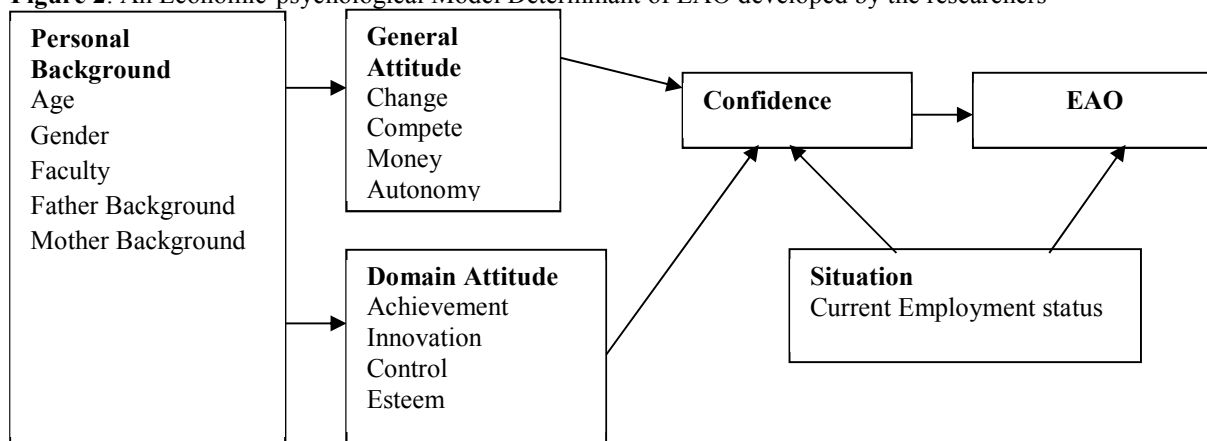 Figure 2: An Economic-psychological Model Determinant of EAO developed by the researchers
Personal
Background
Age
Gender
Faculty
Father Background
Mother Background
General
Attitude
Change
Compete
Money
Autonomy
Domain Attitude
Achievement
Innovation
Control
Esteem
Confidence
EAO
Situation
Current Employment status